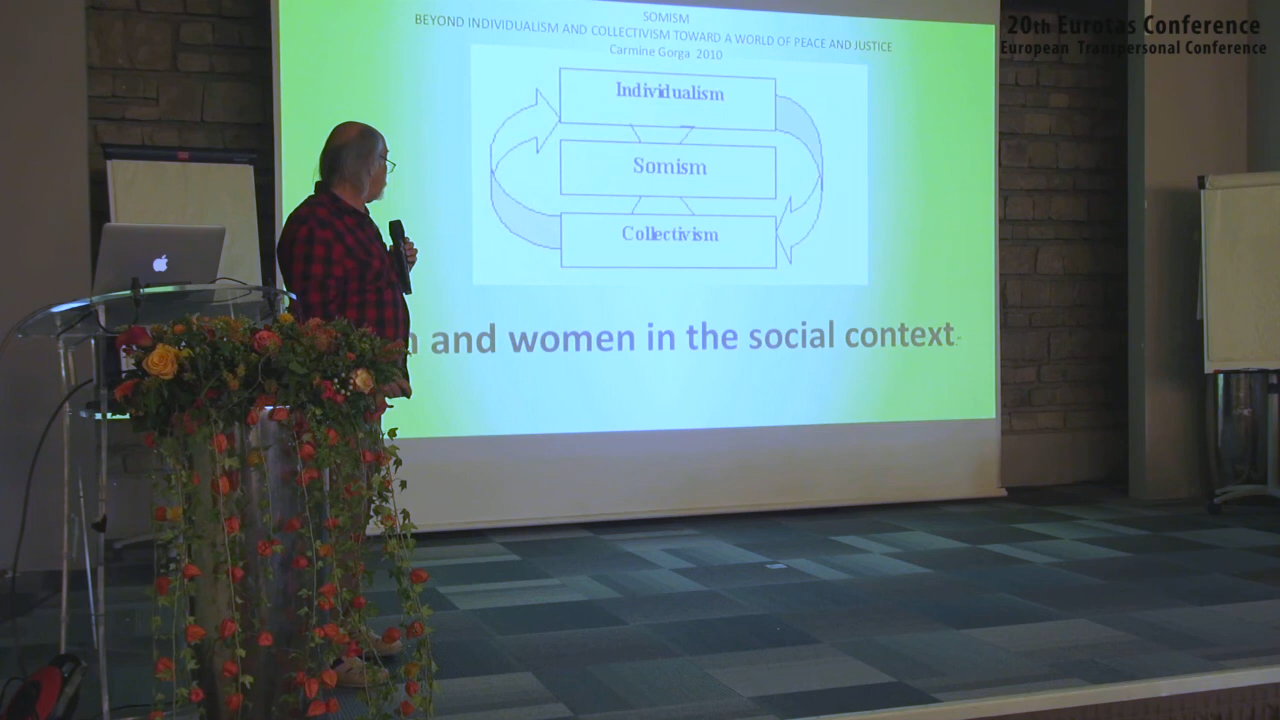 SOMISM
BEYOND INDIVIDUALISM AND COLLECTIVISM TOWARD A WORLD OF PEACE AND JUSTICE
Carmine Gorga 2010
Individualism
Somism
Collectivism
and women in the social context.
20th Eurotas Conference
European Transpersonal Conference